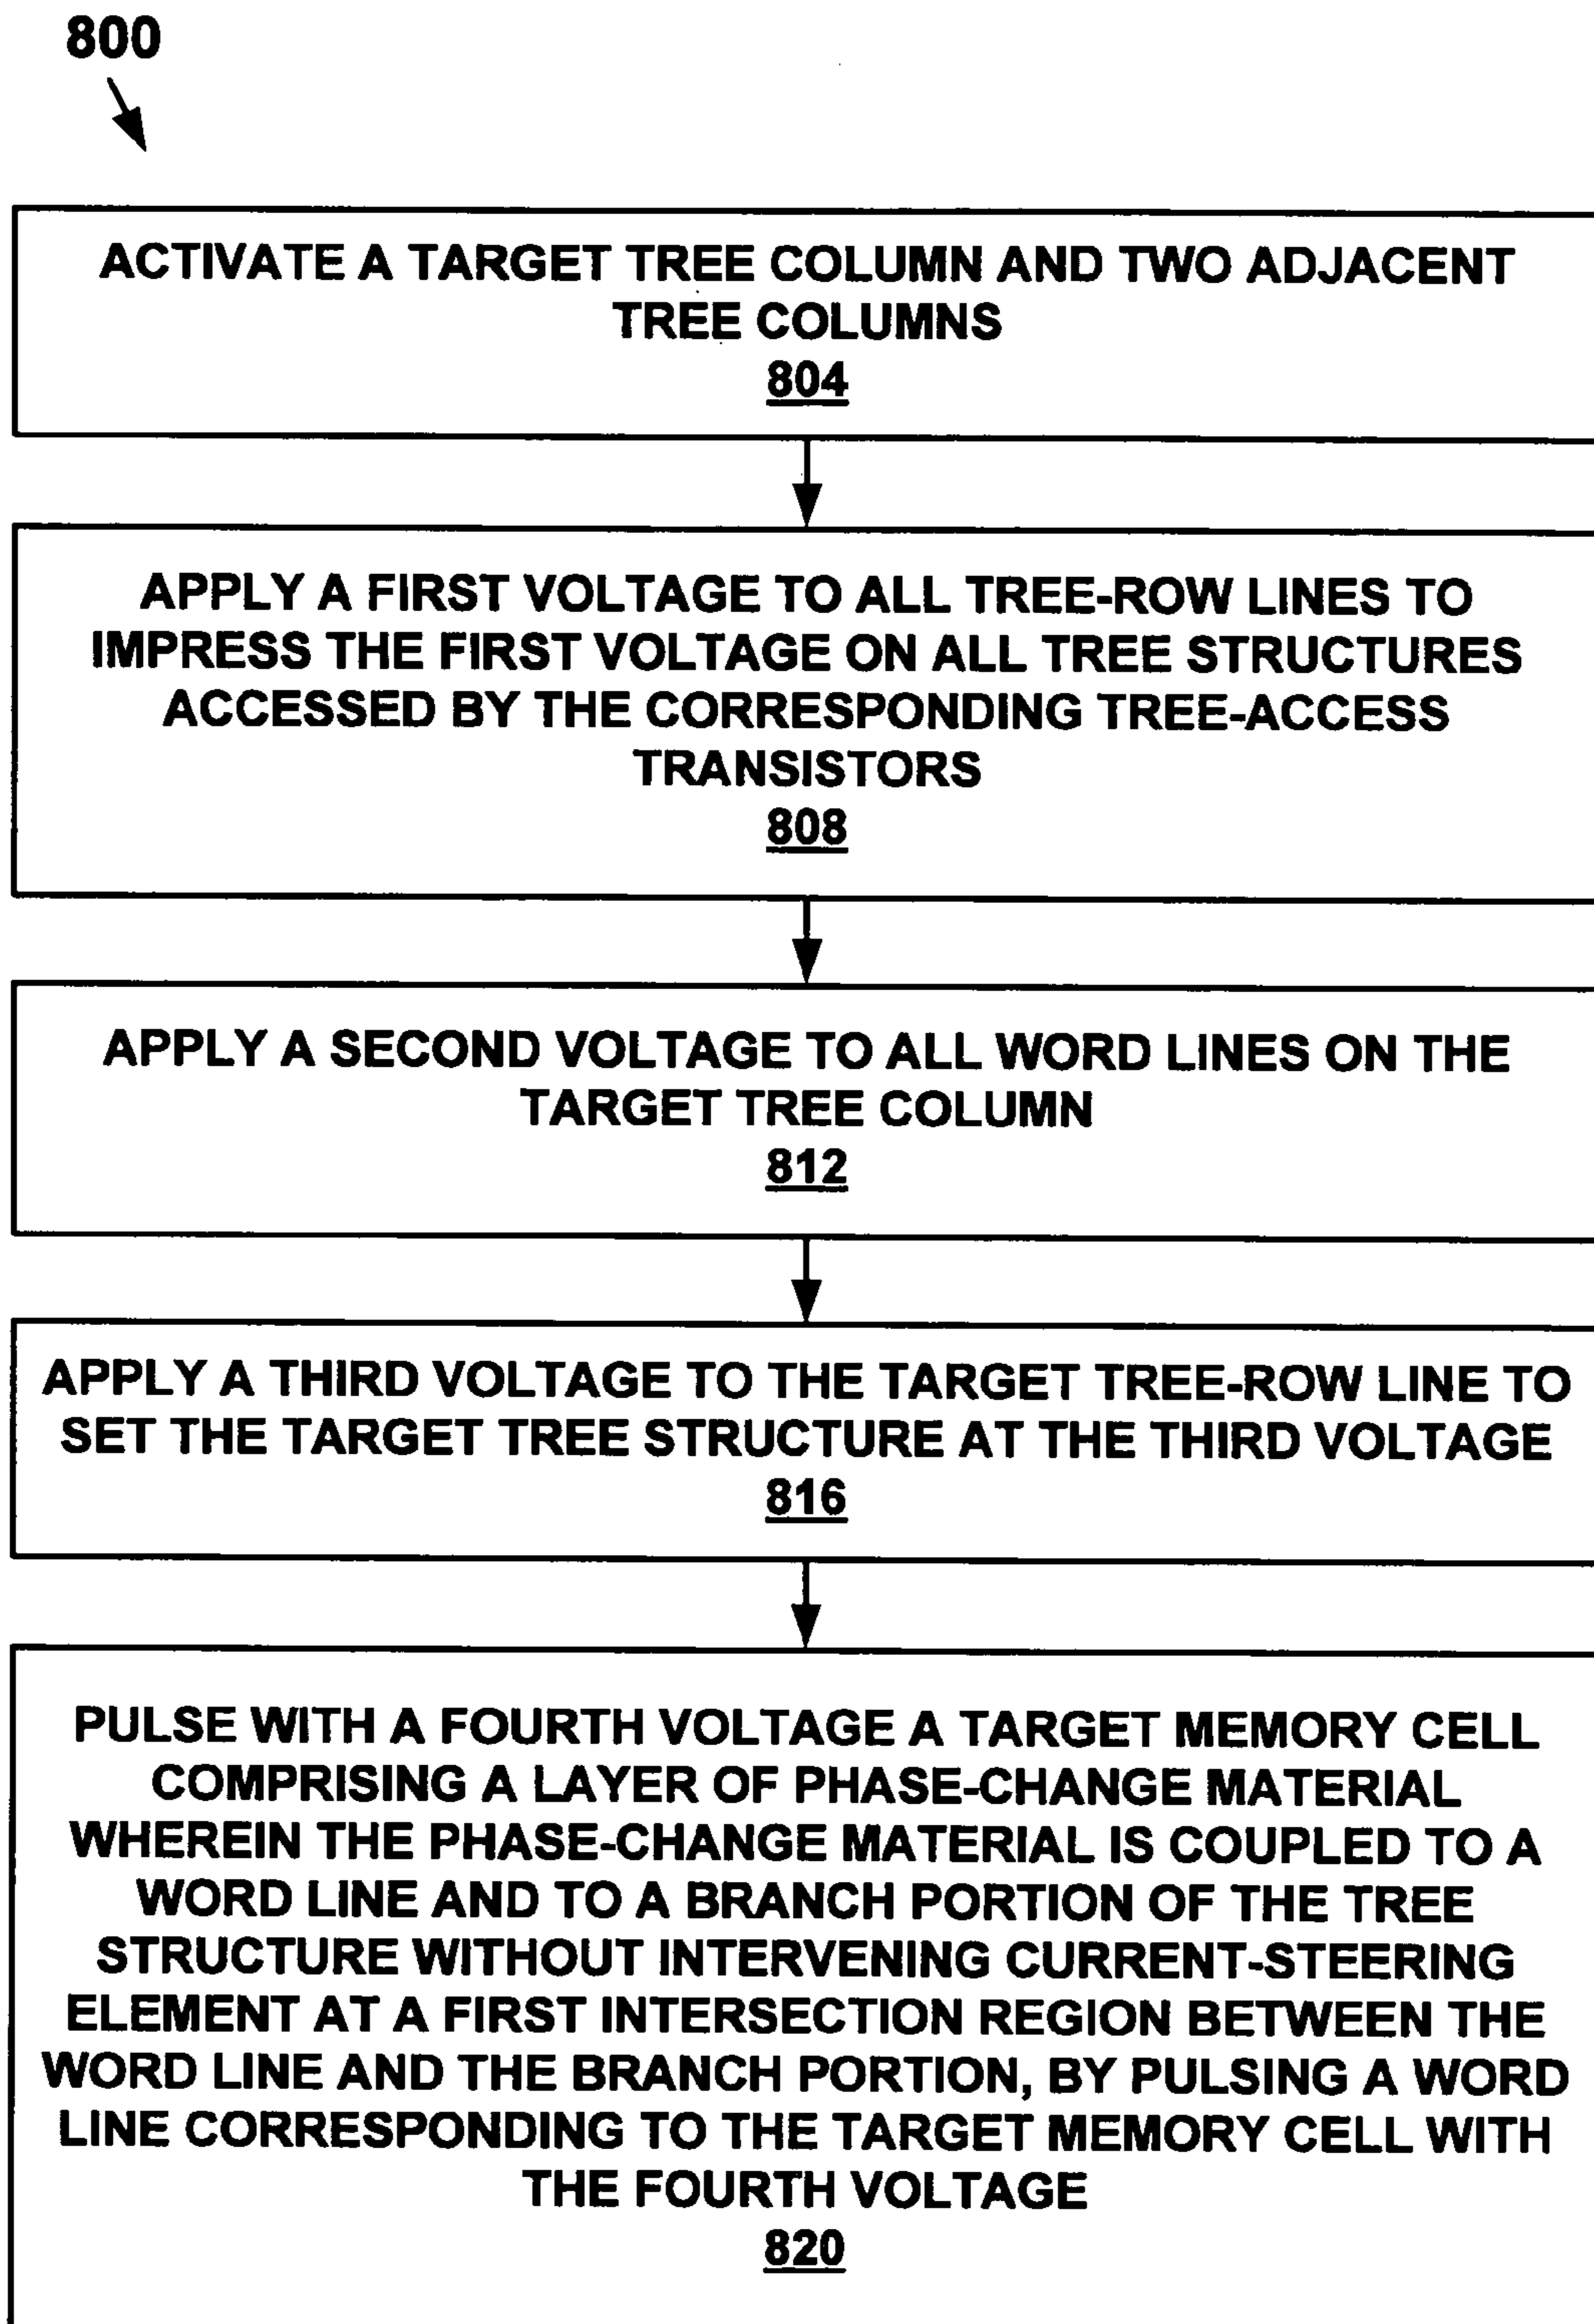 800
ACTIVATE A TARGET TREE COLUMN AND TWO ADJACENT
TREE COLUMNS
804
APPLY A FIRST VOLTAGE TO ALL TREE-ROW LINES TO
IMPRESS THE FIRST VOLTAGE ON ALL TREE STRUCTURES
ACCESSED BY THE CORRESPONDING TREE-ACCESS
TRANSISTORS
808
APPLY A SECOND VOLTAGE TO ALL WORD LINES ON THE
TARGET TREE COLUMN
812
APPLY A THIRD VOLTAGE TO THE TARGET TREE-ROW LINE TO
SET THE TARGET TREE STRUCTURE AT THE THIRD VOLTAGE
816
PULSE WITH A FOURTH VOLTAGE A TARGET MEMORY CELL
COMPRISING A LAYER OF PHASE-CHANGE MATERIAL
WHEREIN THE PHASE-CHANGE MATERIAL IS COUPLED TO A
WORD LINE AND TO A BRANCH PORTION OF THE TREE
STRUCTURE WITHOUT INTERVENING CURRENT-STEERING
ELEMENT AT A FIRST INTERSECTION REGION BETWEEN THE
WORD LINE AND THE BRANCH PORTION, BY PULSING A WORD
LINE CORRESPONDING TO THE TARGET MEMORY CELL WITH
THE FOURTH VOLTAGE
820